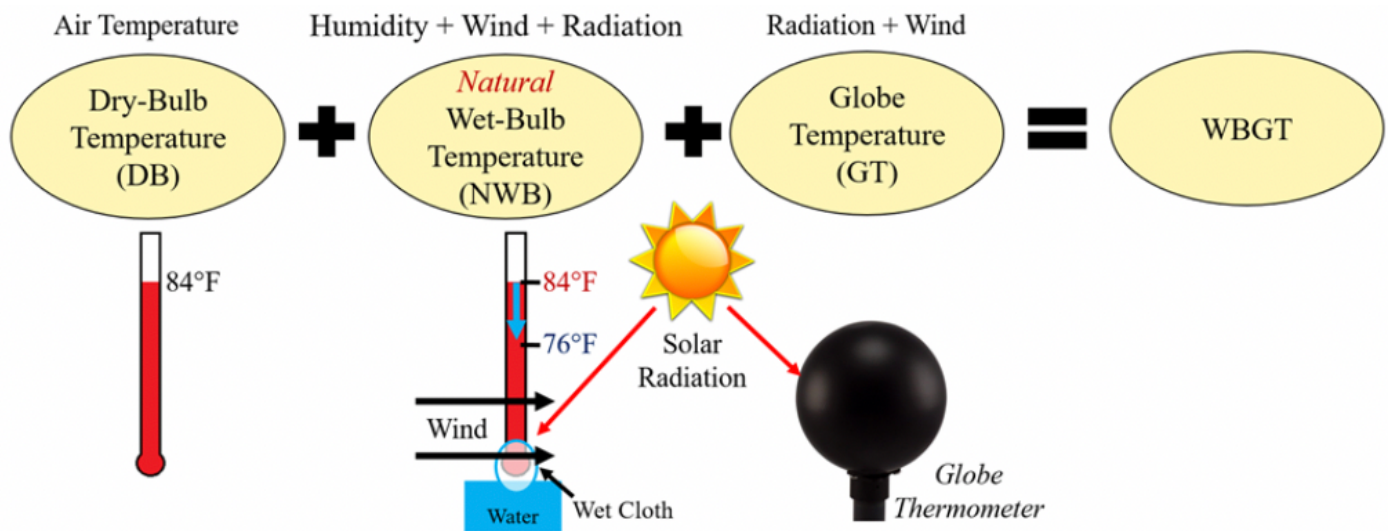 Air Temperature
Humidity + Wind + Radiation
Radiation + Wind
Dry-Bulb
Temperature
(DB)
+
Natural
Wet-Bulb
Temperature
(NWB)
+
Globe
Temperature
(GT)
=
WBGT
84°F
84°F
76°F
Wind
Water
Wet Cloth
Solar
Radiation
Globe
Thermometer